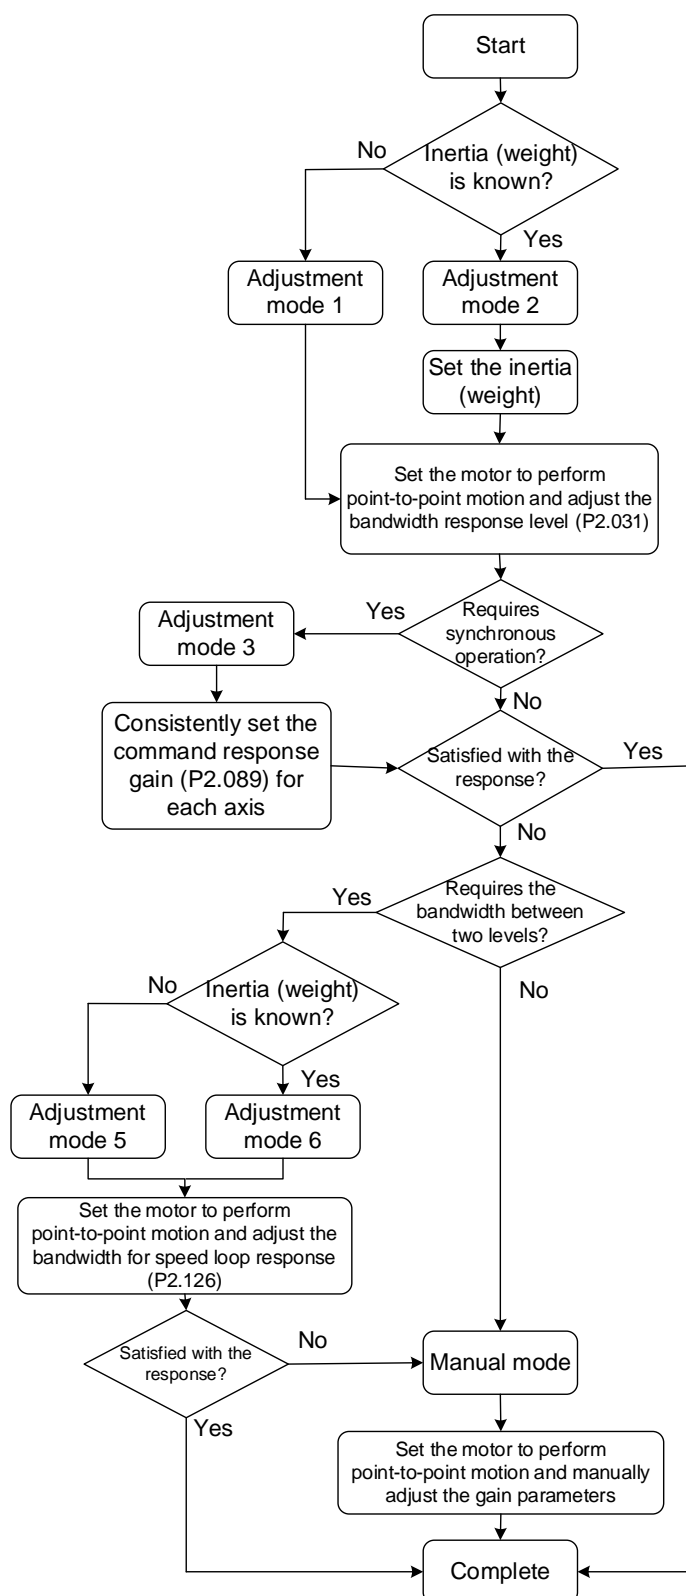 Start
Inertia (weight)
is known?
No
Yes
Adjustment
mode 1
Adjustment
mode 2
Set the inertia
(weight)
Set the motor to perform
point-to-point motion and adjust the
bandwidth response level (P2.031)
Requires
synchronous
operation?
Yes
No
Adjustment
mode 3
Consistently set the
command response
gain (P2.089) for
each axis
Satisfied with the
response?
Yes
No
Requires the
bandwidth between
two levels?
Yes
No
Inertia (weight)
is known?
No
Yes
Adjustment
mode 5
Adjustment
mode 6
Set the motor to perform
point-to-point motion and adjust the
bandwidth for speed loop response
(P2.126)
Satisfied with the
response?
No
Yes
Manual mode
Set the motor to perform
point-to-point motion and manually
adjust the gain parameters
Complete